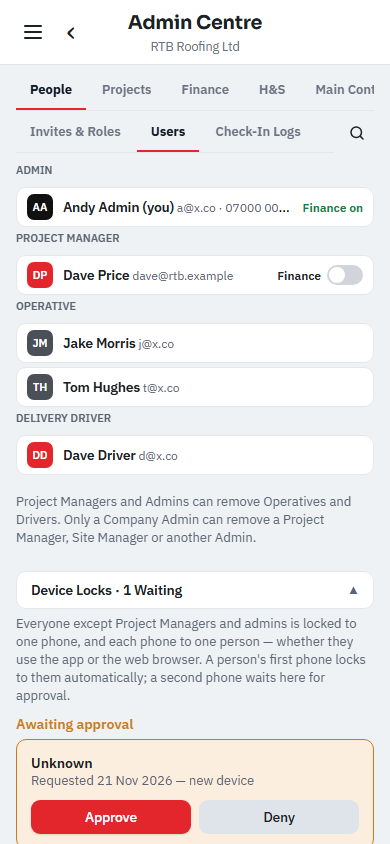 Admin Centre
RTB Roofing Ltd
People Projects Finance H&S Main Cont
Invites & Roles Users Check-In Logs
ADMIN
AA Andy Admin (you) a@x.co · 07000 00... Finance on
PROJECT MANAGER
DP Dave Price dave@rtb.example Finance
OPERATIVE
JM Jake Morris j@x.co
TH Tom Hughes t@x.co
DELIVERY DRIVER
DD Dave Driver d@x.co
Project Managers and Admins can remove Operatives and
Drivers. Only a Company Admin can remove a Project
Manager, Site Manager or another Admin.
Device Locks · 1 Waiting ▲
Everyone except Project Managers and admins is locked to
one phone, and each phone to one person — whether they
use the app or the web browser. A person's first phone locks
to them automatically; a second phone waits here for
approval.
Awaiting approval
Unknown
Requested 21 Nov 2026 — new device
Approve Deny